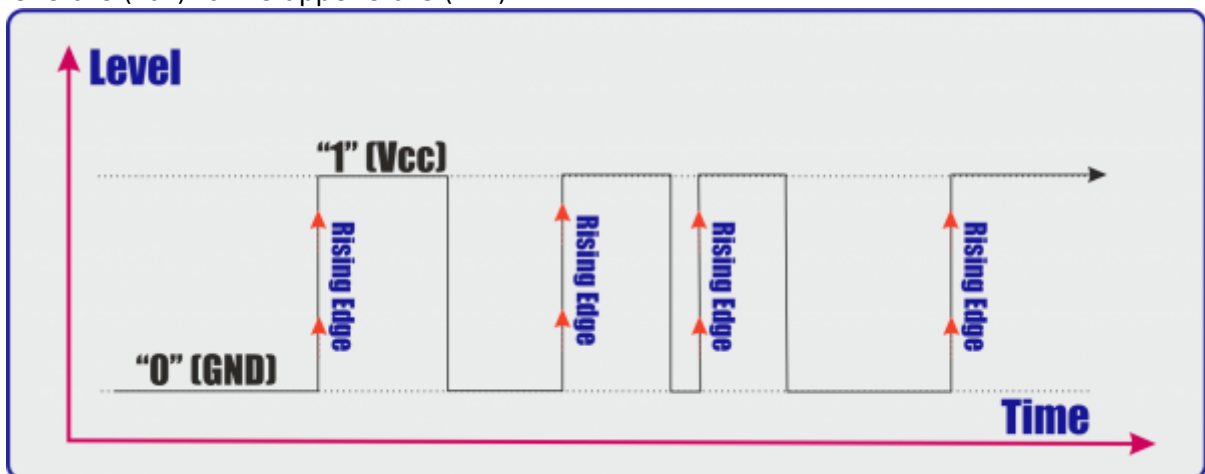 Level
“1” (Vcc)
Rising Edge
Rising Edge
Rising Edge
Rising Edge
“0” (GND)
Time